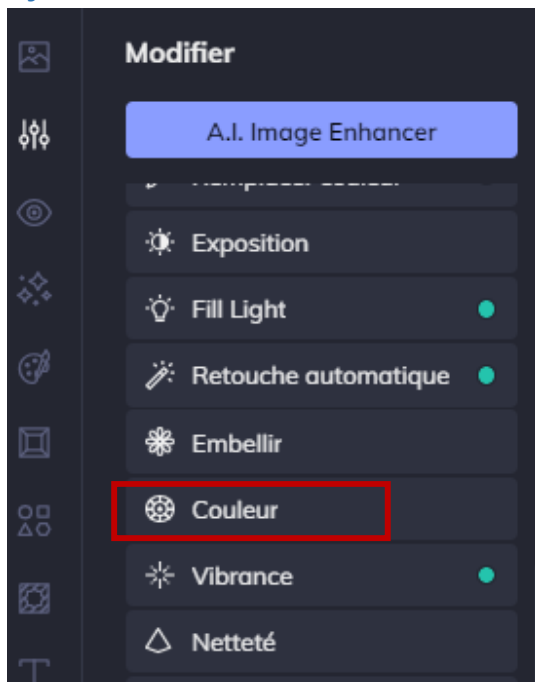 Modifier
A.I. Image Enhancer
Exposition
Fill Light
Retouche automatique
Embellir
Couleur
Vibrance
Netteté